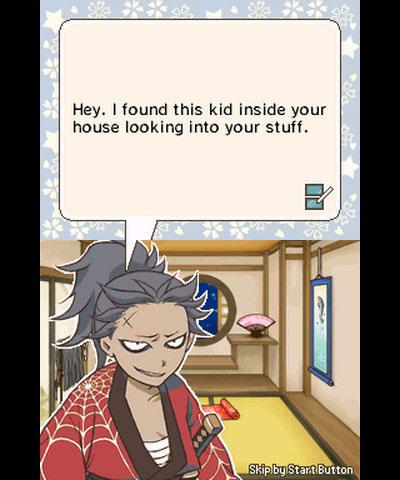 Hey. I found this kid inside your
house looking into your stuff.
Skip by Start Button